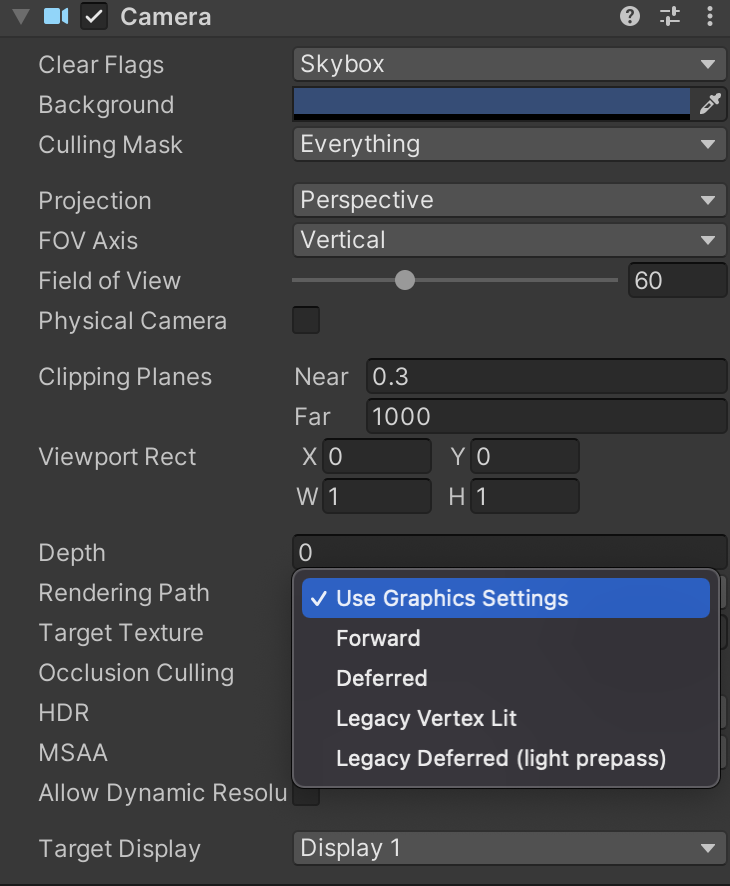 Camera
Clear Flags Skybox
Background
Culling Mask Everything
Projection Perspective
FOV Axis Vertical
Field of View 60
Physical Camera
Clipping Planes Near 0.3
Far 1000
Viewport Rect X 0 Y 0
W 1 H 1
Depth 0
Rendering Path Use Graphics Settings
Target Texture Forward
Occlusion Culling Deferred
HDR Legacy Vertex Lit
MSAA Legacy Deferred (light prepass)
Allow Dynamic Resolu
Target Display Display 1